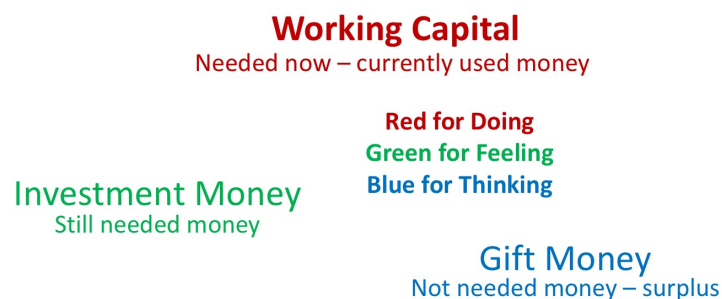 Working Capital
Needed now – currently used money
Red for Doing
Green for Feeling
Blue for Thinking
Investment Money
Still needed money
Gift Money
Not needed money – surplus